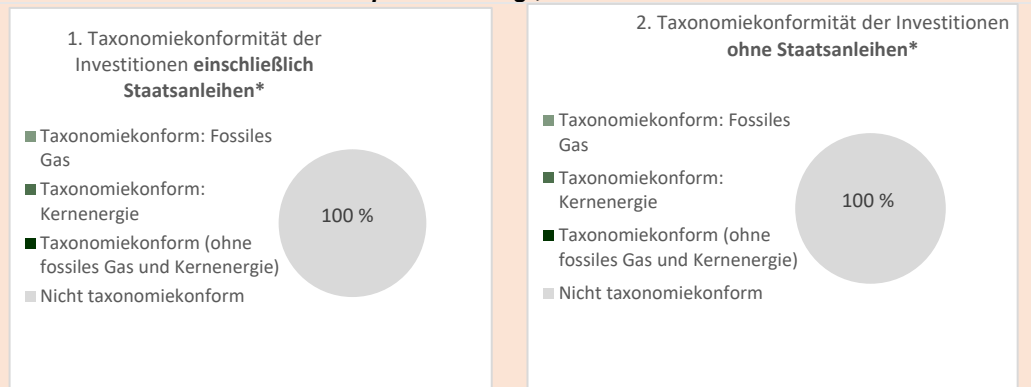 1. Taxonomiekonformität der
Investitionen einschließlich
Staatsanleihen*
Taxonomiekonform: Fossiles
Gas
Taxonomiekonform:
Kernenergie
Taxonomiekonform (ohne
fossiles Gas und Kernenergie)
Nicht taxonomiekonform
100 %
2. Taxonomiekonformität der Investitionen
ohne Staatsanleihen*
Taxonomiekonform: Fossiles
Gas
Taxonomiekonform:
Kernenergie
Taxonomiekonform (ohne
fossiles Gas und Kernenergie)
Nicht taxonomiekonform
100 %